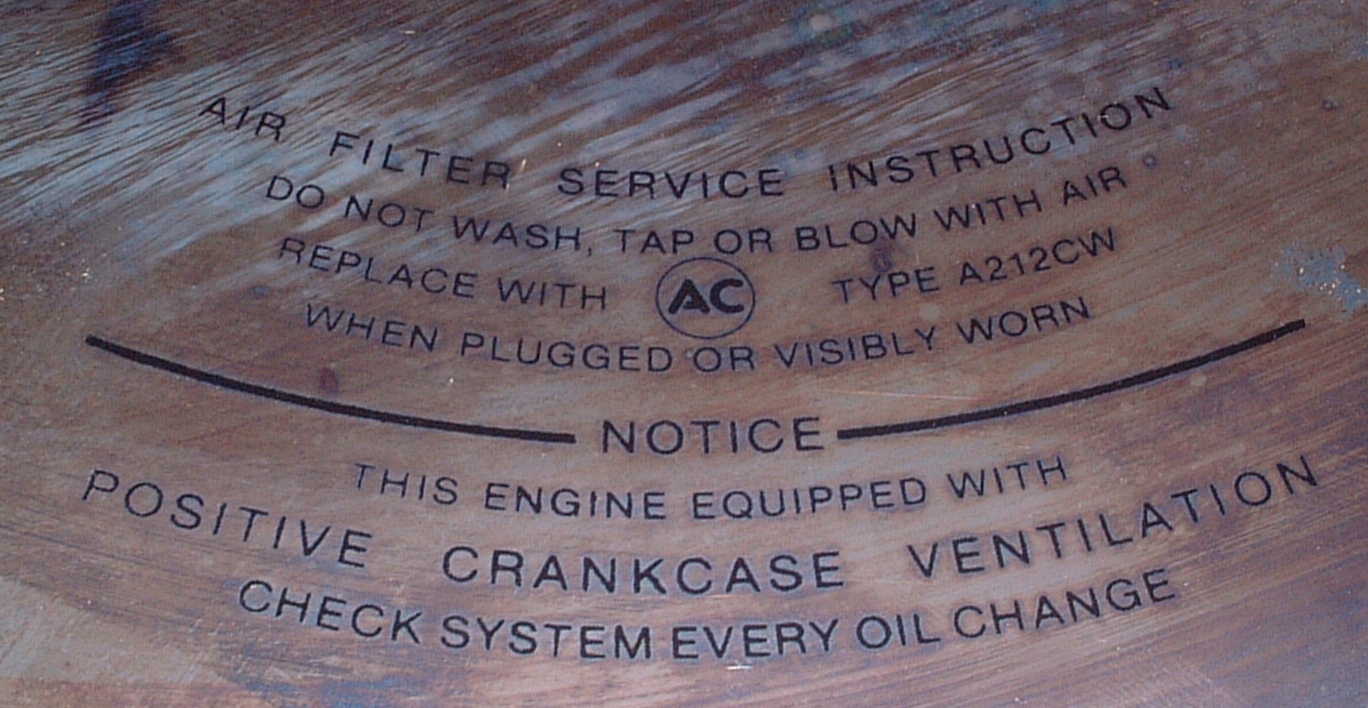 AIR FILTER SERVICE INSTRUCTION
DO NOT WASH, TAP OR BLOW WITH AIR
REPLACE WITH AC TYPE A212CW
WHEN PLUGGED OR VISIBLY WORN
NOTICE
THIS ENGINE EQUIPPED WITH
POSITIVE CRANKCASE VENTILATION
CHECK SYSTEM EVERY OIL CHANGE